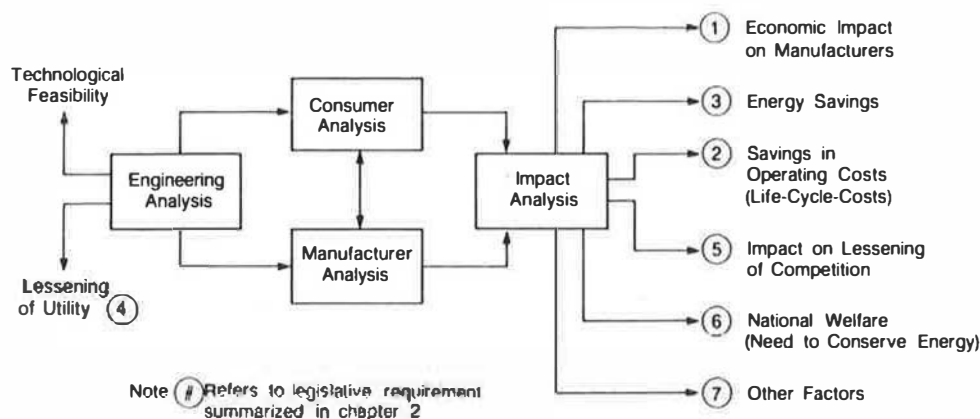 Technological
Feasibility
Engineering
Analysis
Lessening
of Utility 4
Consumer
Analysis
Manufacturer
Analysis
Impact
Analysis
1 Economic Impact
on Manufacturers
3 Energy Savings
2 Savings in
Operating Costs
(Life-Cycle-Costs)
5 Impact on Lessening
of Competition
6 National Welfare
(Need to Conserve Energy)
7 Other Factors
Note # Refers to legislative requirement
summarized in chapter 2